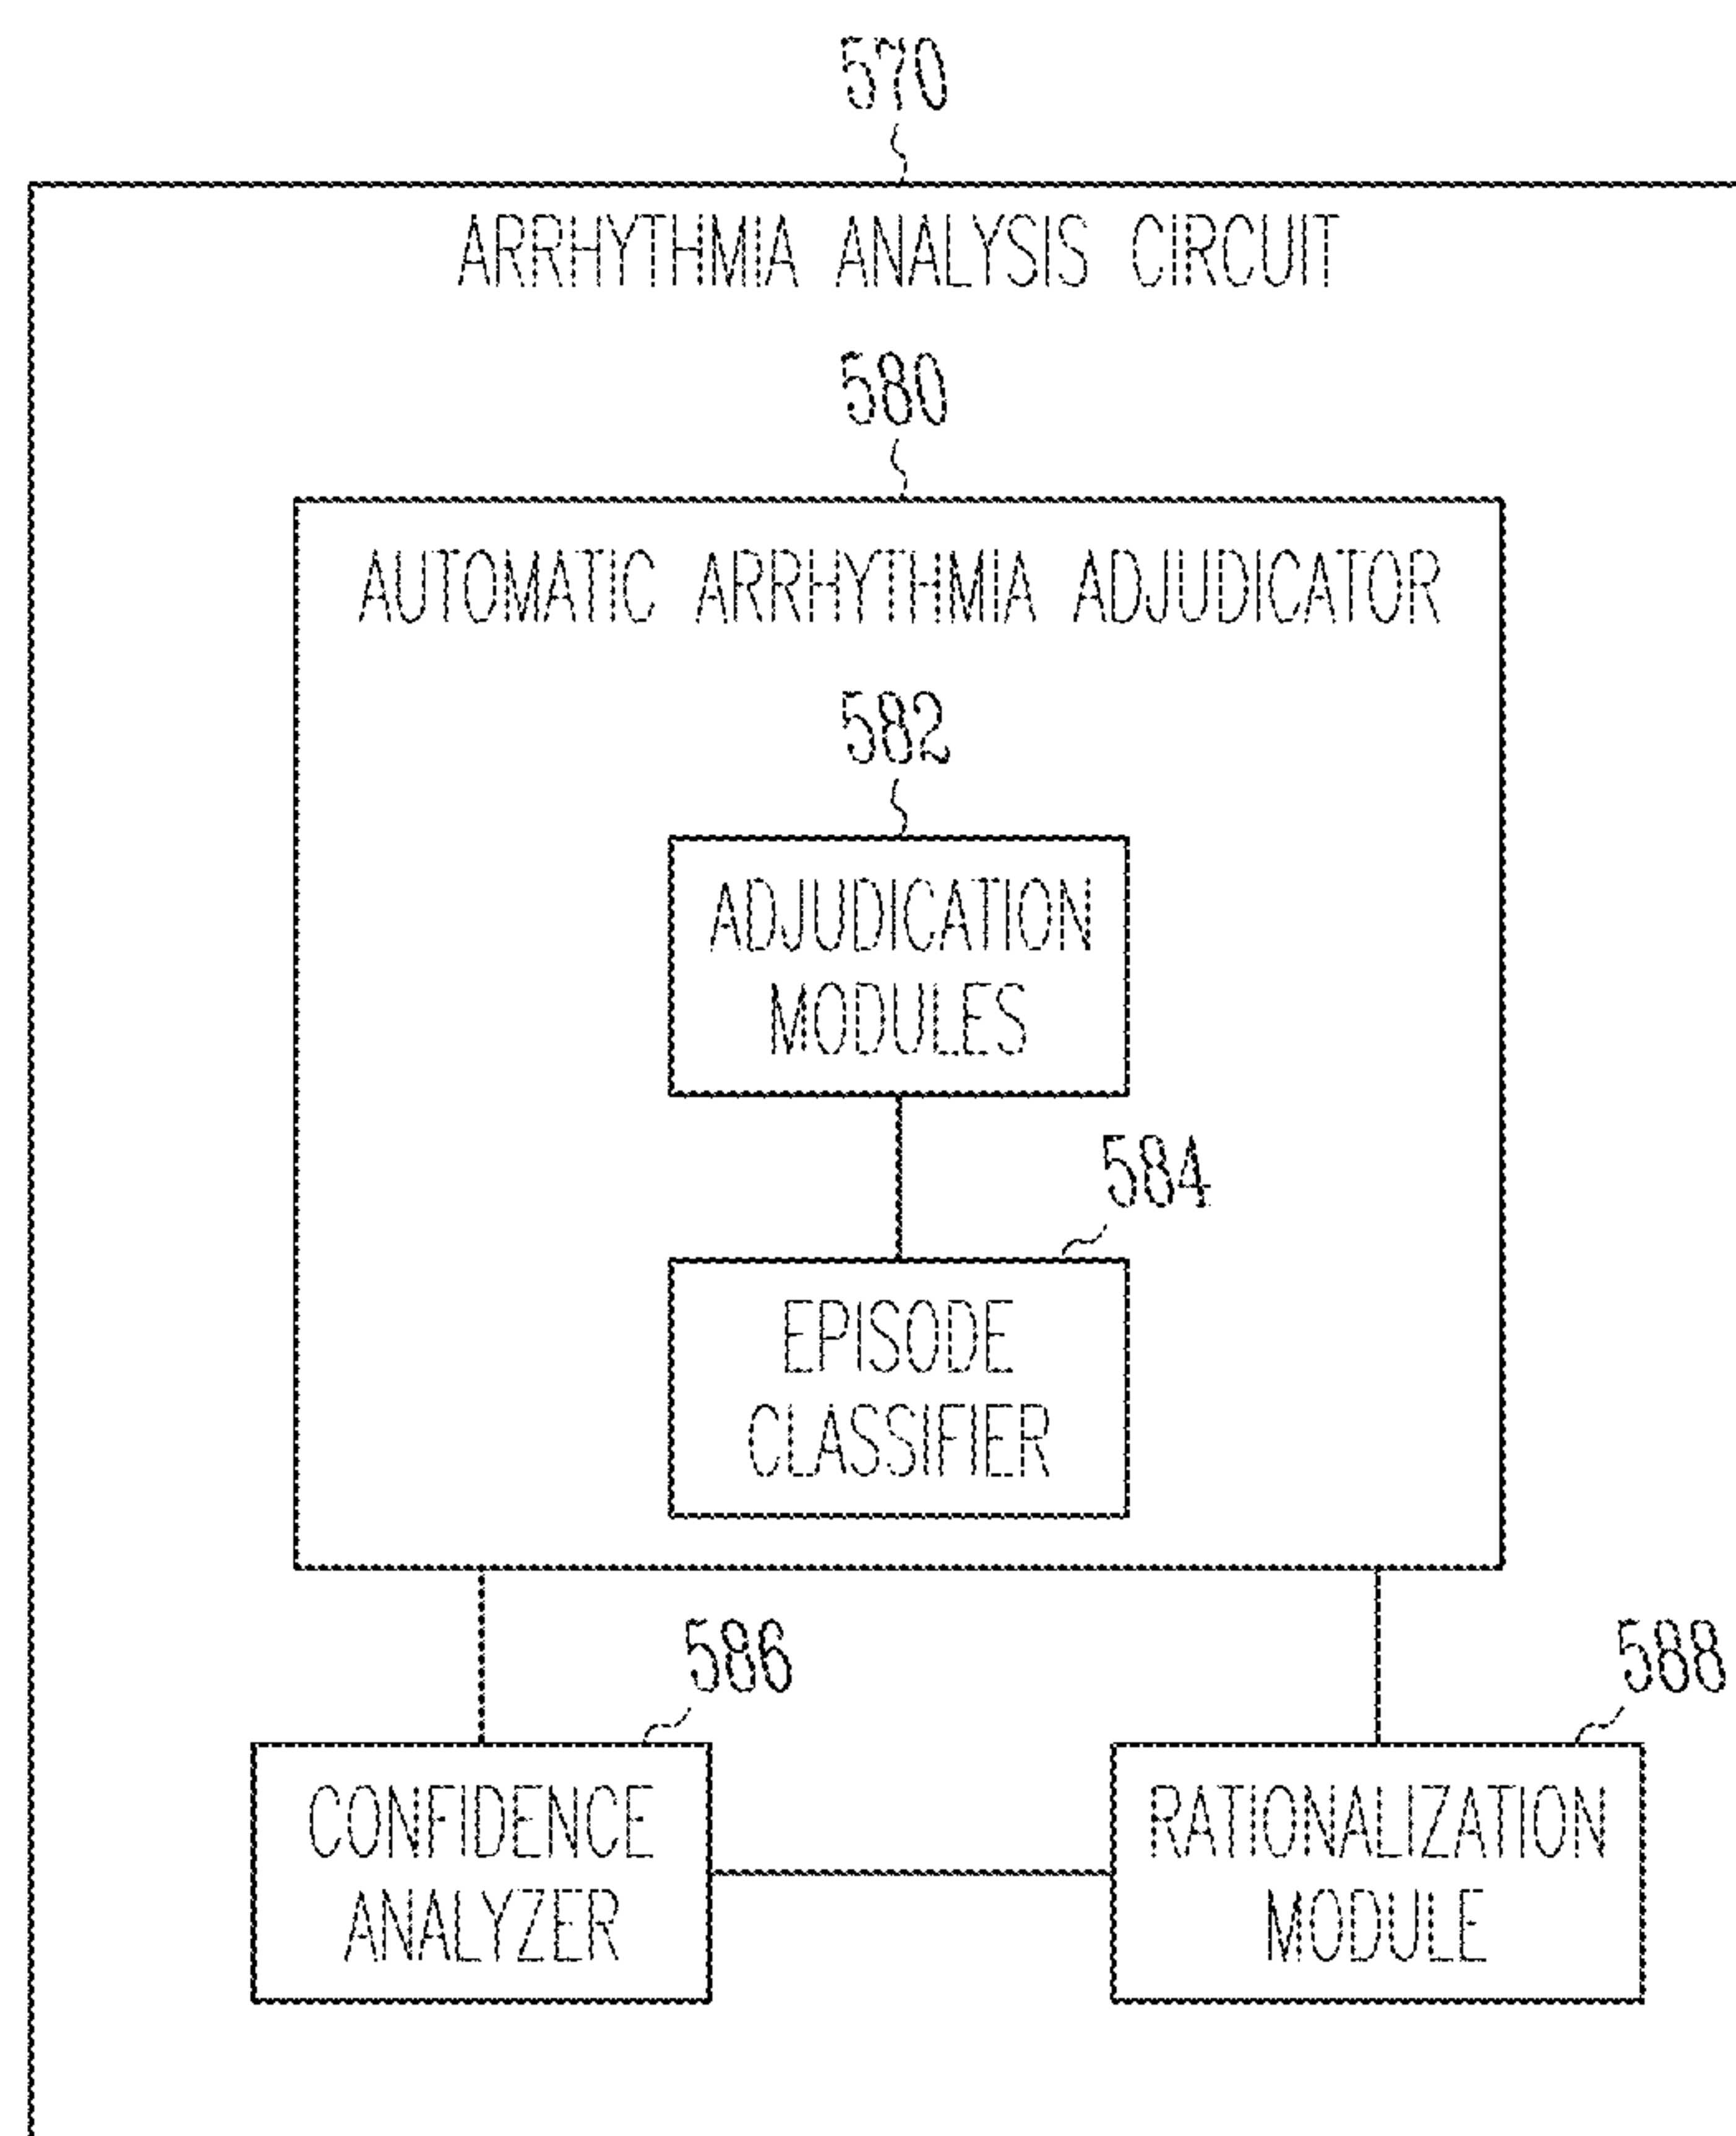 570
ARRHYTHMIA ANALYSIS CIRCUIT
580
AUTOMATIC ARRHYTHMIA ADJUDICATOR
582
ADJUDICATION
MODULES
584
EPISODE
CLASSIFIER
586
CONFIDENCE
ANALYZER
588
RATIONALIZATION
MODULE